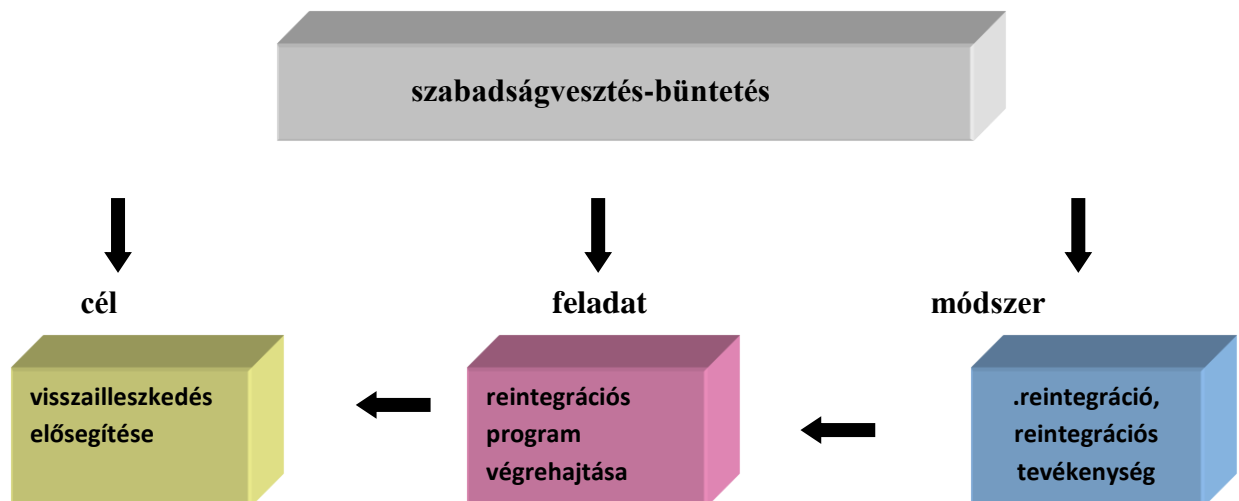 szabadságvesztés-büntetés
cél
feladat
módszer
visszailleszkedés
elősegítése
reintegrációs
program
végrehajtása
.reintegráció,
reintegrációs
tevékenység